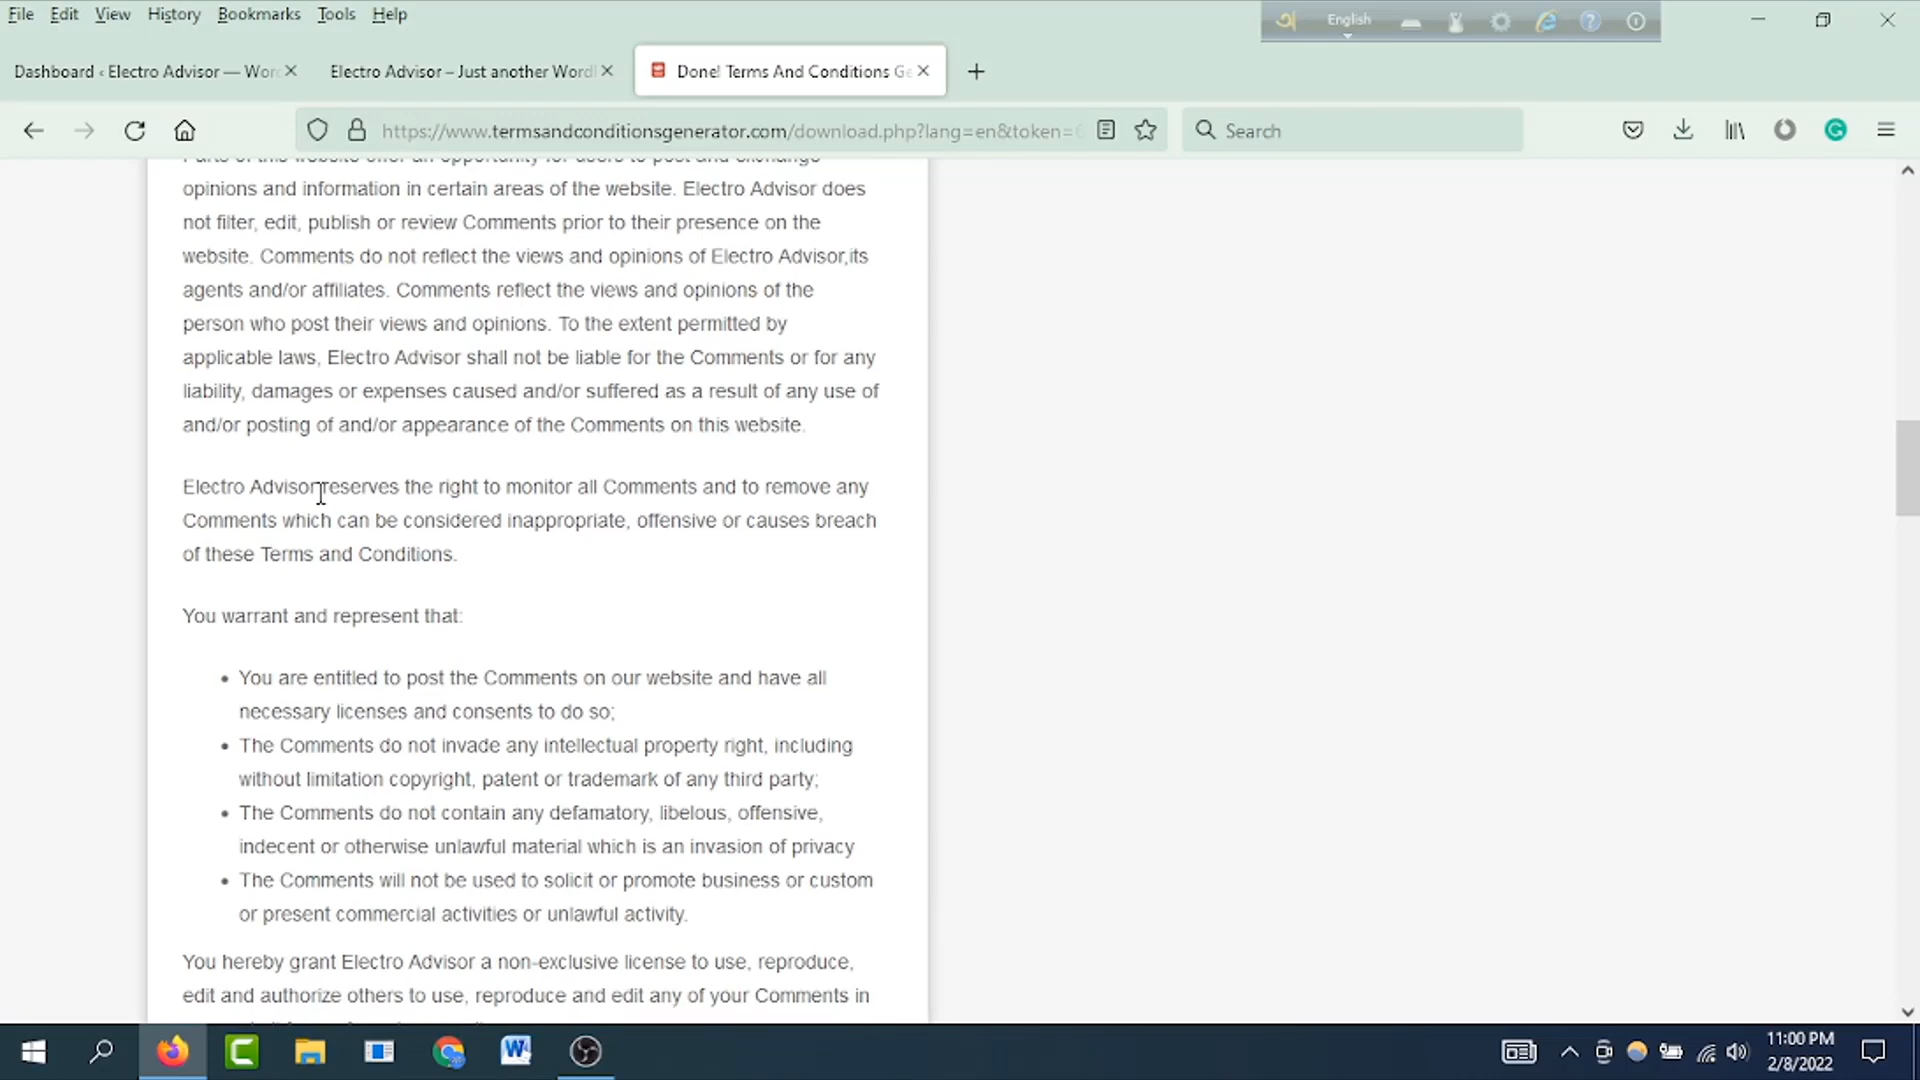 File Edit View History Bookmarks Tools Help
English
Dashboard ‹ Electro Advisor — Wor
Electro Advisor – Just another Word
Done! Terms And Conditions Ge
https://www.termsandconditionsgenerator.com/download.php?lang=en&token=
Search
Parts of this website offer an opportunity for users to post and exchange
opinions and information in certain areas of the website. Electro Advisor does
not filter, edit, publish or review Comments prior to their presence on the
website. Comments do not reflect the views and opinions of Electro Advisor,its
agents and/or affiliates. Comments reflect the views and opinions of the
person who post their views and opinions. To the extent permitted by
applicable laws, Electro Advisor shall not be liable for the Comments or for any
liability, damages or expenses caused and/or suffered as a result of any use of
and/or posting of and/or appearance of the Comments on this website.
Electro Advisor reserves the right to monitor all Comments and to remove any
Comments which can be considered inappropriate, offensive or causes breach
of these Terms and Conditions.
You warrant and represent that:
• You are entitled to post the Comments on our website and have all
necessary licenses and consents to do so;
• The Comments do not invade any intellectual property right, including
without limitation copyright, patent or trademark of any third party;
• The Comments do not contain any defamatory, libelous, offensive,
indecent or otherwise unlawful material which is an invasion of privacy
• The Comments will not be used to solicit or promote business or custom
or present commercial activities or unlawful activity.
You hereby grant Electro Advisor a non-exclusive license to use, reproduce,
edit and authorize others to use, reproduce and edit any of your Comments in
11:00 PM
2/8/2022